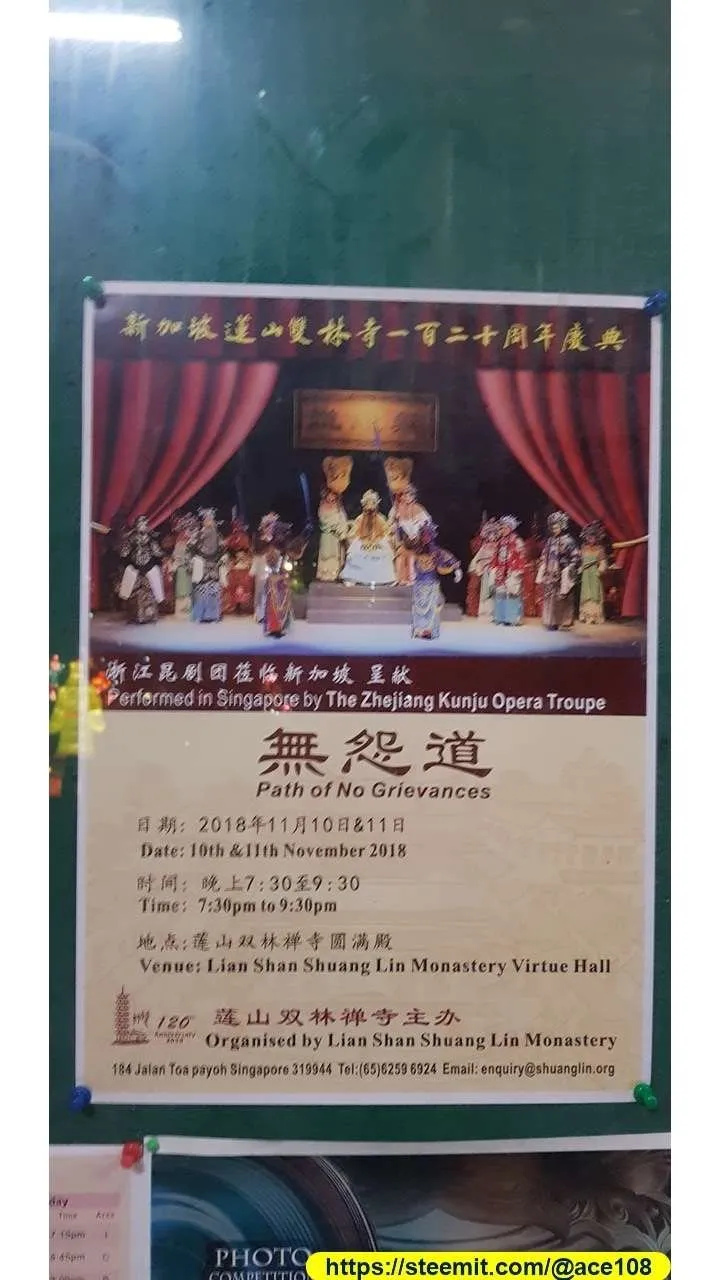 新加坡蓮山雙林寺一百二十周年慶典
浙江昆剧团莅临新加坡 呈献
Performed in Singapore by The Zhejiang Kunju Opera Troupe
無怨道
Path of No Grievances
日期: 2018年11月10日&11日
Date: 10th &11th November 2018
时间: 晚上7:30至9:30
Time: 7:30pm to 9:30pm
地点:莲山双林禅寺圆满殿
Venue: Lian Shan Shuang Lin Monastery Virtue Hall
120
Anniversary
莲山双林禅寺主办
Organised by Lian Shan Shuang Lin Monastery
184 Jalan Toa payoh Singapore 319944 Tel:(65)6259 6924 Email: enquiry@shuanglin.org
day
Time Area
PHOTO
COMPETITION
https://steemit.com/@ace108